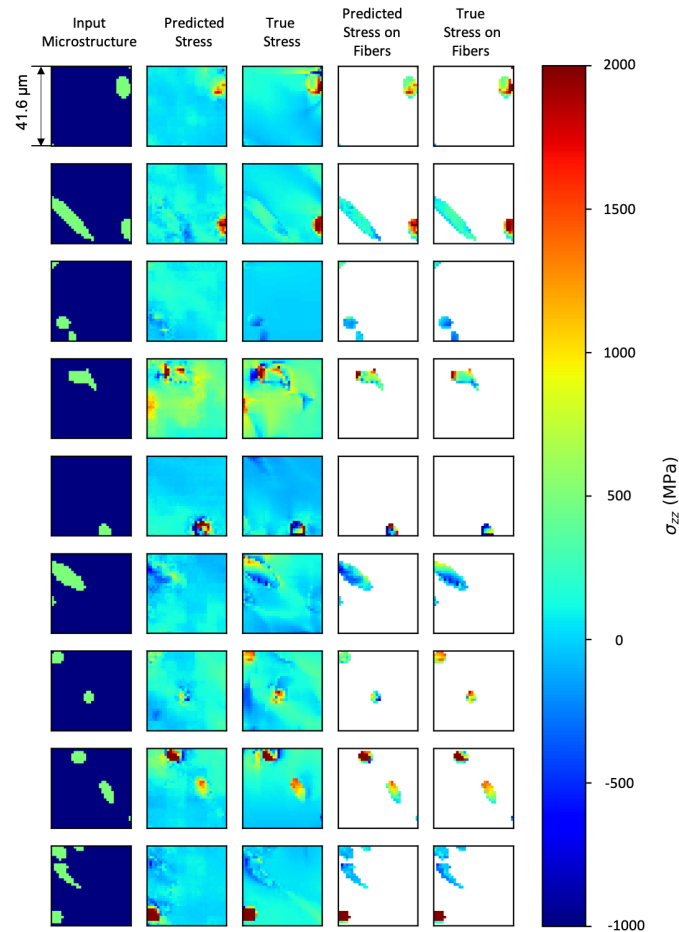 Input
Microstructure
Predicted
Stress
True
Stress
Predicted
Stress on
Fibers
True
Stress on
Fibers
41.6 μm
2000
1500
1000
500
0
-500
-1000
σzz (MPa)